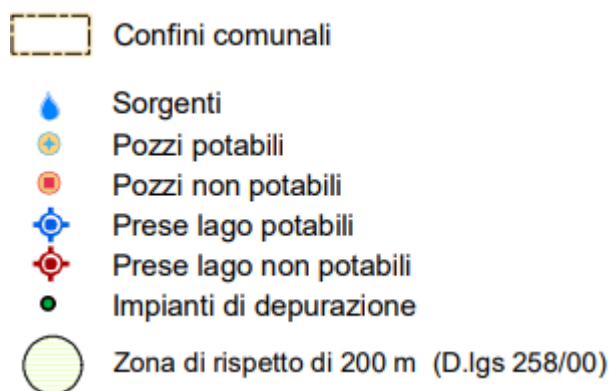 Confini comunali
Sorgenti
Pozzi potabili
Pozzi non potabili
Prese lago potabili
Prese lago non potabili
Impianti di depurazione
Zona di rispetto di 200 m (D.lgs 258/00)